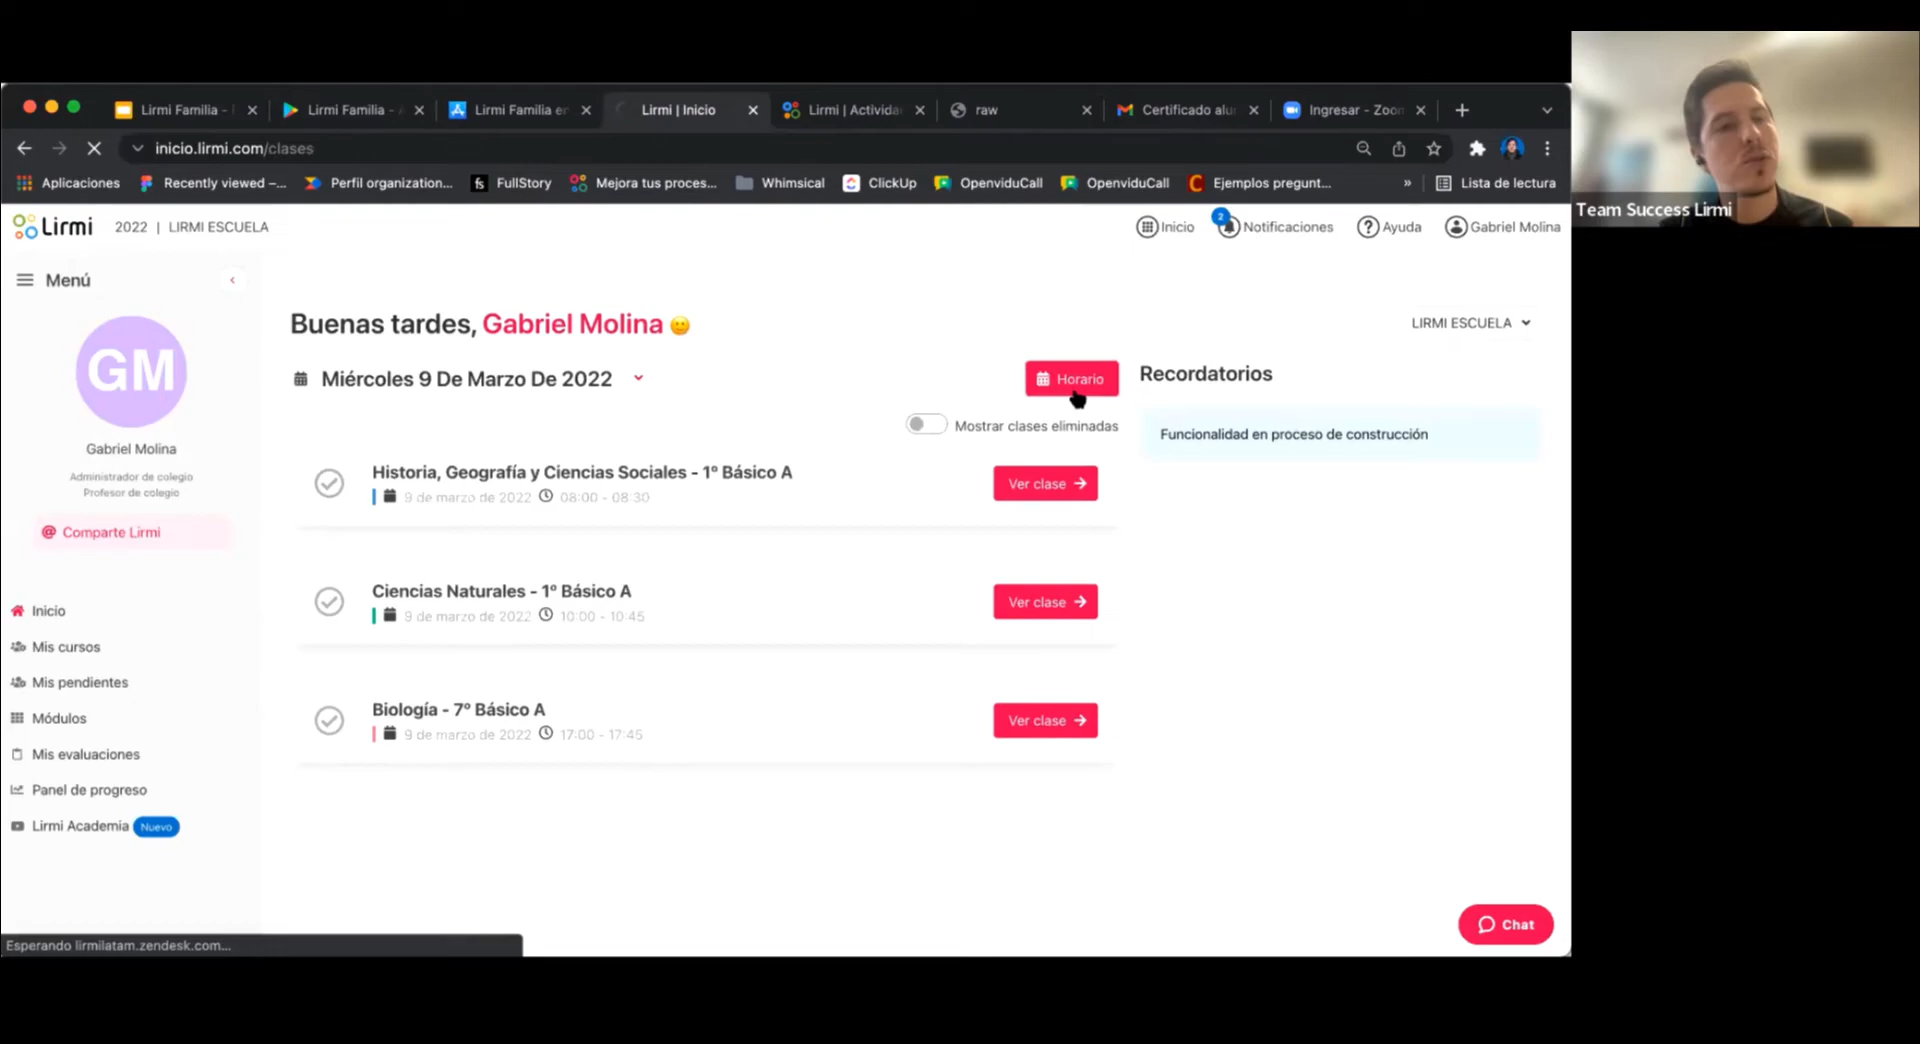 Lirmi Familia -
Lirmi Familia -
Lirmi Familia en
Lirmi | Inicio
Lirmi | Activida
raw
Certificado alu
Ingresar - Zoom
inicio.lirmi.com/clases
Aplicaciones
Recently viewed –...
Perfil organization...
fs FullStory
Mejora tus proces...
Whimsical
ClickUp
OpenviduCall
OpenviduCall
Ejemplos pregunt...
»
Lista de lectura
Team Success Lirmi
Lirmi
2022 | LIRMI ESCUELA
Inicio
2
Notificaciones
Ayuda
Gabriel Molina
Menú
GM
Gabriel Molina
Administrador de colegio
Profesor de colegio
Comparte Lirmi
Inicio
Mis cursos
Mis pendientes
Módulos
Mis evaluaciones
Panel de progreso
Lirmi Academia Nuevo
Buenas tardes, Gabriel Molina
LIRMI ESCUELA
Miércoles 9 De Marzo De 2022
Horario
Mostrar clases eliminadas
Historia, Geografía y Ciencias Sociales - 1° Básico A
9 de marzo de 2022 08:00 - 08:30
Ver clase
Ciencias Naturales - 1° Básico A
9 de marzo de 2022 10:00 - 10:45
Ver clase
Biología - 7° Básico A
9 de marzo de 2022 17:00 - 17:45
Ver clase
Recordatorios
Funcionalidad en proceso de construcción
Chat
Esperando lirmilatam.zendesk.com...